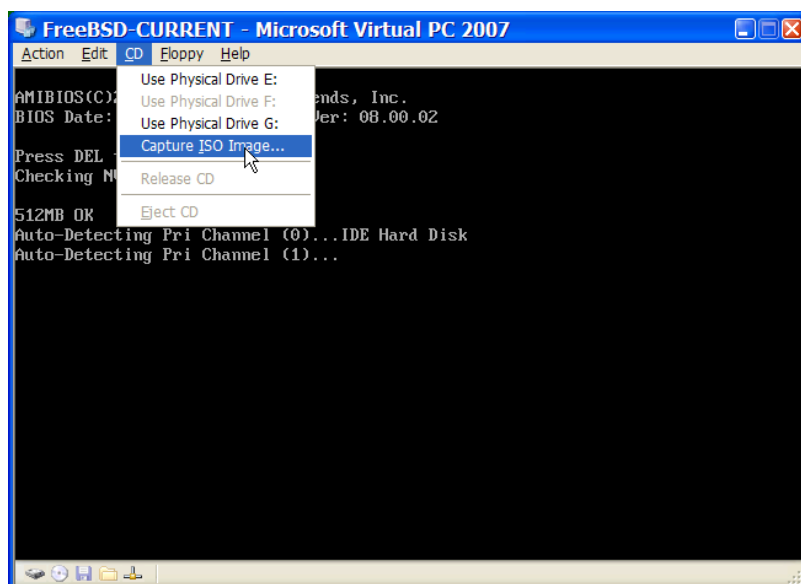 FreeBSD-CURRENT - Microsoft Virtual PC 2007
Action Edit CD Floppy Help
Use Physical Drive E:
Use Physical Drive F:
Use Physical Drive G:
Capture ISO Image...
Release CD
Eject CD
AMIBIOS(C) ends, Inc.
BIOS Date: Ver: 08.00.02
Press DEL
Checking
512MB OK
Auto-Detecting Pri Channel (0)...IDE Hard Disk
Auto-Detecting Pri Channel (1)...